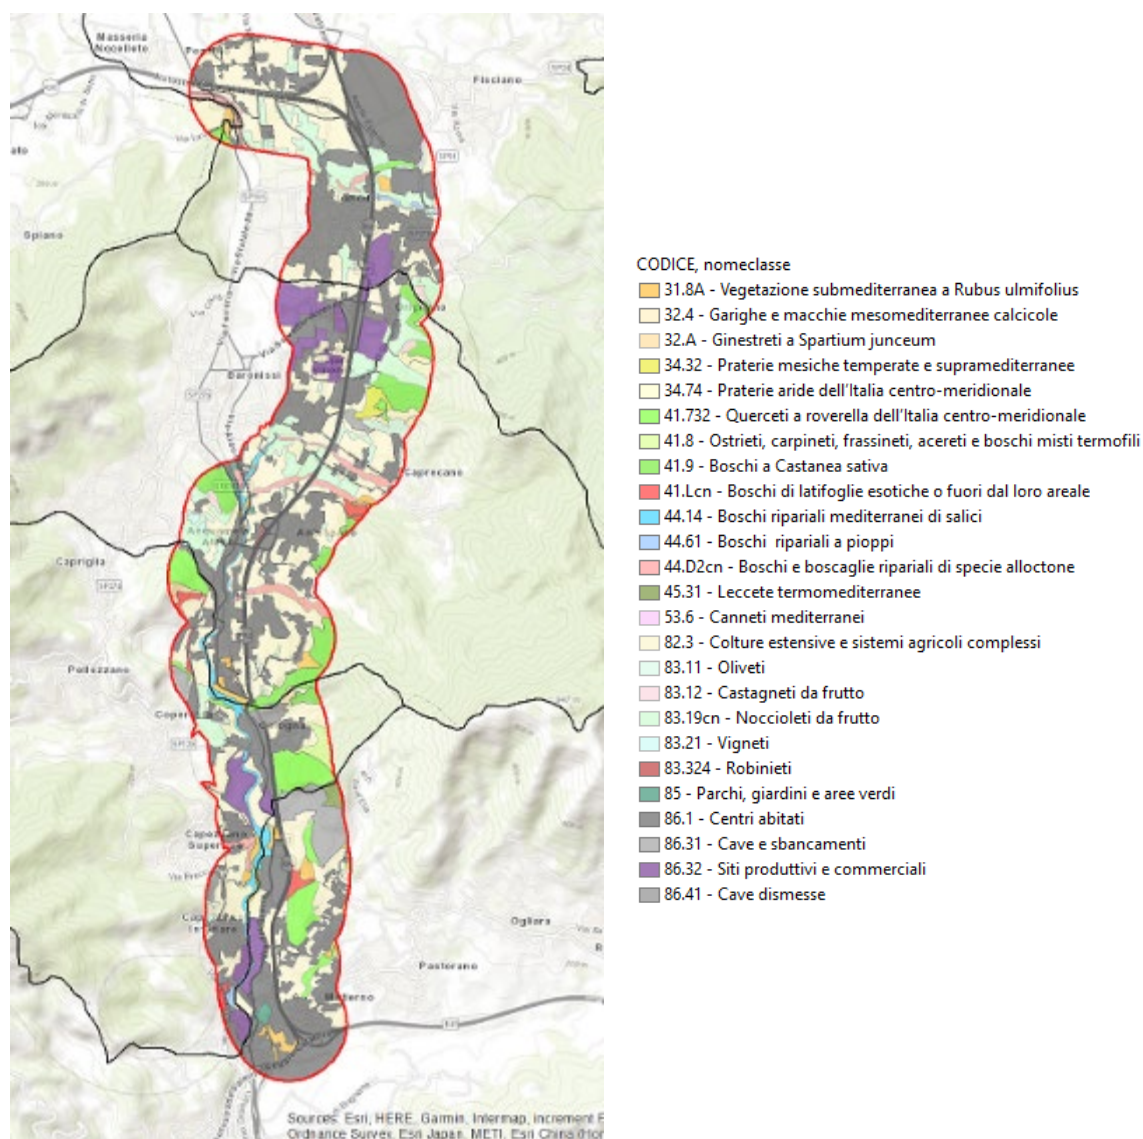 Masseria
Nocelleto
Fisciano
Spiano
Baronissi
Caprecano
Capriglia
Pellezzano
Ogliara
Pastorano
Sources: Esri, HERE, Garmin, Intermap, increment
Ordnance Survey, Esri Japan, METI, Esri China
CODICE, nomeclasse
31.8A - Vegetazione submediterranea a Rubus ulmifolius
32.4 - Garighe e macchie mesomediterranee calcicole
32.A - Ginestreti a Spartium junceum
34.32 - Praterie mesiche temperate e supramediterranee
34.74 - Praterie aride dell'Italia centro-meridionale
41.732 - Querceti a roverella dell'Italia centro-meridionale
41.8 - Ostrieti, carpineti, frassineti, acereti e boschi misti termofili
41.9 - Boschi a Castanea sativa
41.Lcn - Boschi di latifoglie esotiche o fuori dal loro areale
44.14 - Boschi ripariali mediterranei di salici
44.61 - Boschi  ripariali a pioppi
44.D2cn - Boschi e boscaglie ripariali di specie alloctone
45.31 - Leccete termomediterranee
53.6 - Canneti mediterranei
82.3 - Colture estensive e sistemi agricoli complessi
83.11 - Oliveti
83.12 - Castagneti da frutto
83.19cn - Noccioleti da frutto
83.21 - Vigneti
83.324 - Robinieti
85 - Parchi, giardini e aree verdi
86.1 - Centri abitati
86.31 - Cave e sbancamenti
86.32 - Siti produttivi e commerciali
86.41 - Cave dismesse